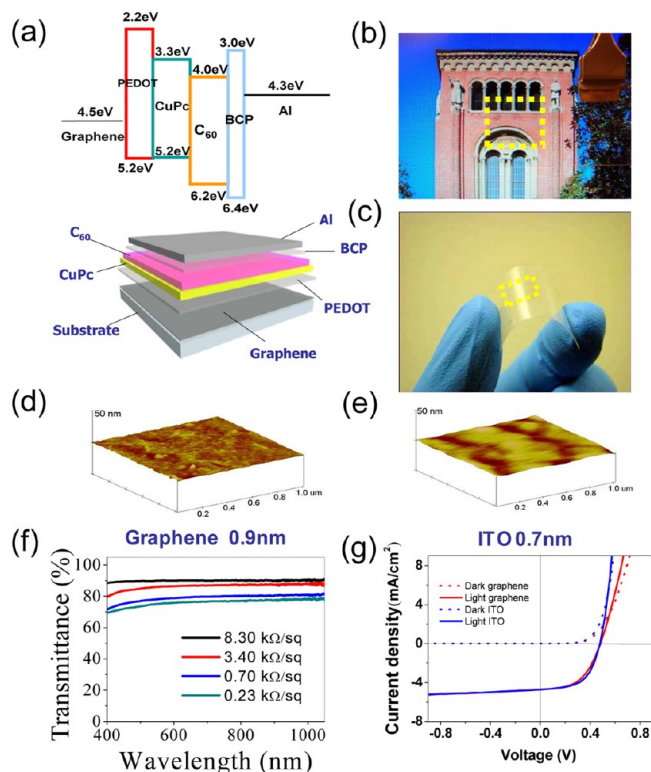 (a)
2.2eV
PEDOT
3.3eV
CuPc
4.0eV
C60
3.0eV
BCP
4.3eV
Al
4.5eV
Graphene
5.2eV
5.2eV
6.2eV
6.4eV
Al
C60
BCP
CuPc
PEDOT
Substrate
Graphene
(b)
(c)
(d)
50 nm
0.2 0.4 0.6 0.8 1.0 um
Graphene 0.9nm
(e)
50 nm
0.2 0.4 0.6 0.8 1.0 um
ITO 0.7nm
(f)
Transmittance (%)
100
80
60
40
20
0
8.30 kΩ/sq
3.40 kΩ/sq
0.70 kΩ/sq
0.23 kΩ/sq
400 600 800 1000
Wavelength (nm)
(g)
Current density(mA/cm2)
8
4
0
-4
-8
Dark graphene
Light graphene
Dark ITO
Light ITO
0.0 0.4 0.8
Voltage (V)